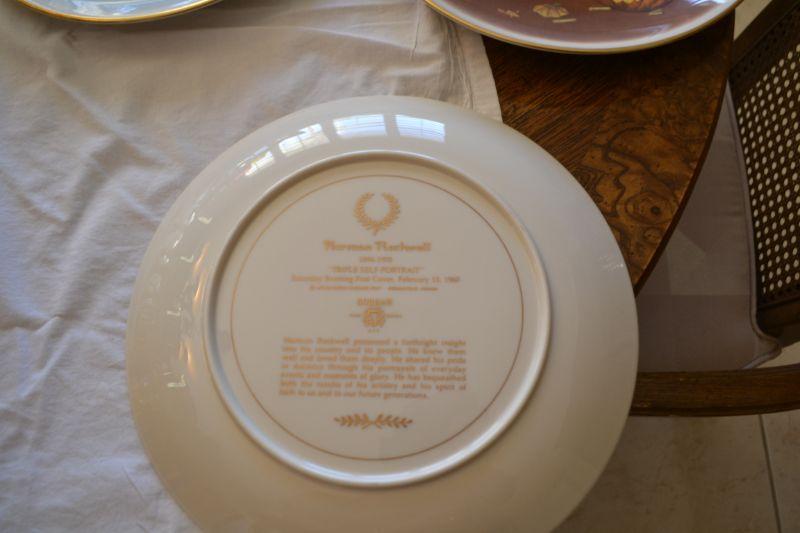 Norman Rockwell
1894-1978
"TRIPLE SELF PORTRAIT"
Saturday Evening Post Cover, February 13, 1960
GORHAM
Norman Rockwell possessed a forthright insight
into his country and its people. He knew them
well and loved them deeply. He shared his pride
in America through his portrayals of everyday
events and moments of glory. He has bequeathed
both the results of his artistry and his spirit of
faith to us and to our future generations.